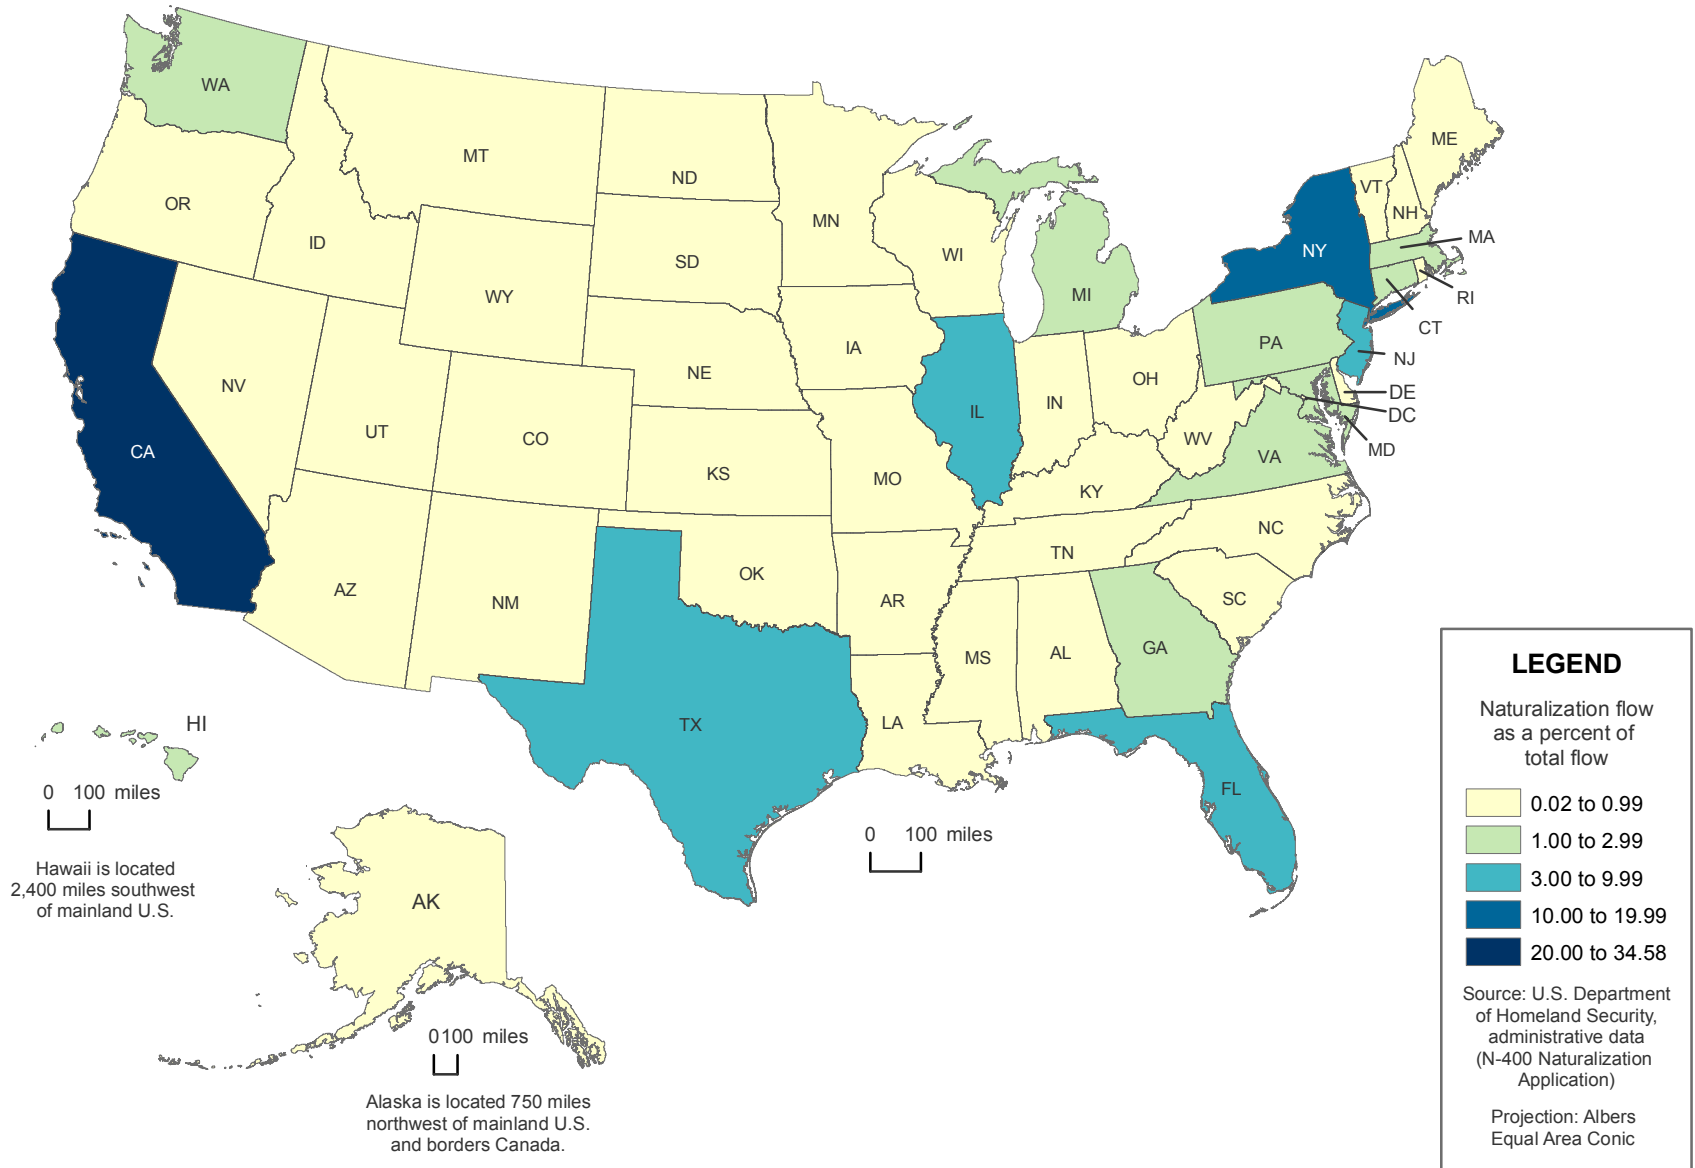 WA
MT
ND
ME
VT
NH
OR
ID
MN
SD
WI
NY
MA
WY
MI
RI
CT
IA
PA
NJ
NV
NE
OH
DE
IL
IN
DC
UT
CO
WV
MD
CA
KS
MO
VA
KY
NC
TN
AZ
NM
OK
AR
SC
MS
AL
GA
TX
LA
FL
HI
0 100 miles
Hawaii is located
2,400 miles southwest
of mainland U.S.
AK
0 100 miles
Alaska is located 750 miles
northwest of mainland U.S.
and borders Canada.
0 100 miles
LEGEND
Naturalization flow
as a percent of
total flow
0.02 to 0.99
1.00 to 2.99
3.00 to 9.99
10.00 to 19.99
20.00 to 34.58
Source: U.S. Department
of Homeland Security,
administrative data
(N-400 Naturalization
Application)
Projection: Albers
Equal Area Conic